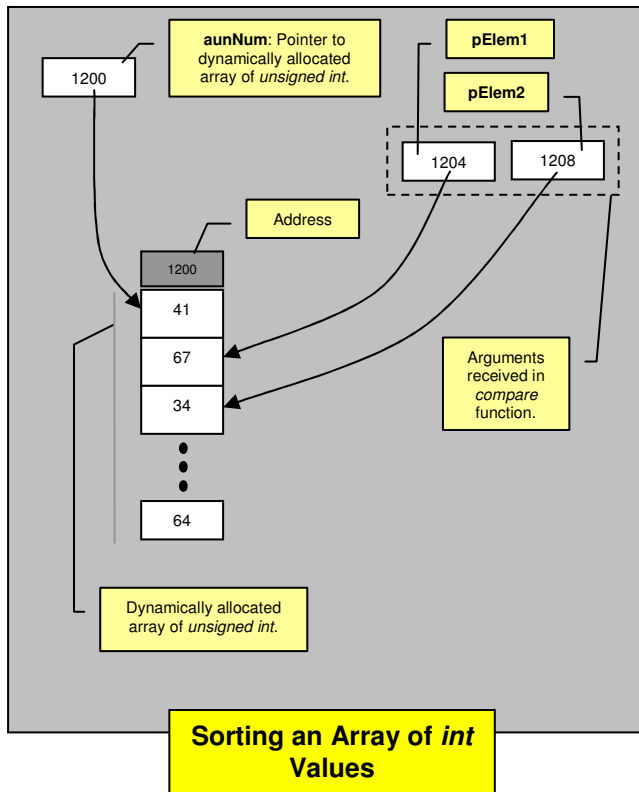 aunNum: Pointer to
dynamically allocated
array of unsigned int.
1200
pElem1
pElem2
1204
1208
Address
1200
41
67
34
64
Arguments
received in
compare
function.
Dynamically allocated
array of unsigned int.
Sorting an Array of int
Values